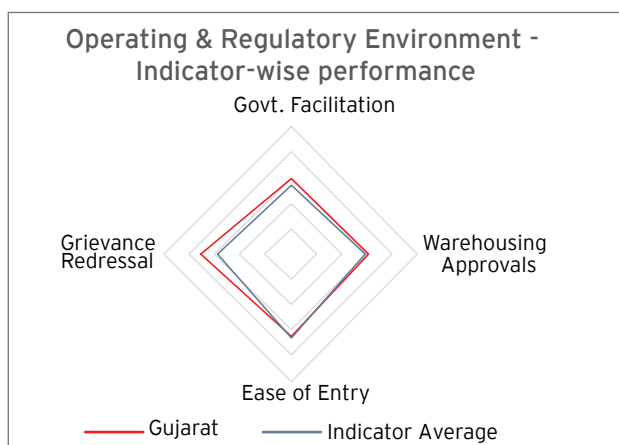 Operating & Regulatory Environment -
Indicator-wise performance
Govt. Facilitation
Grievance
Redressal
Warehousing
Approvals
Ease of Entry
Gujarat
Indicator Average